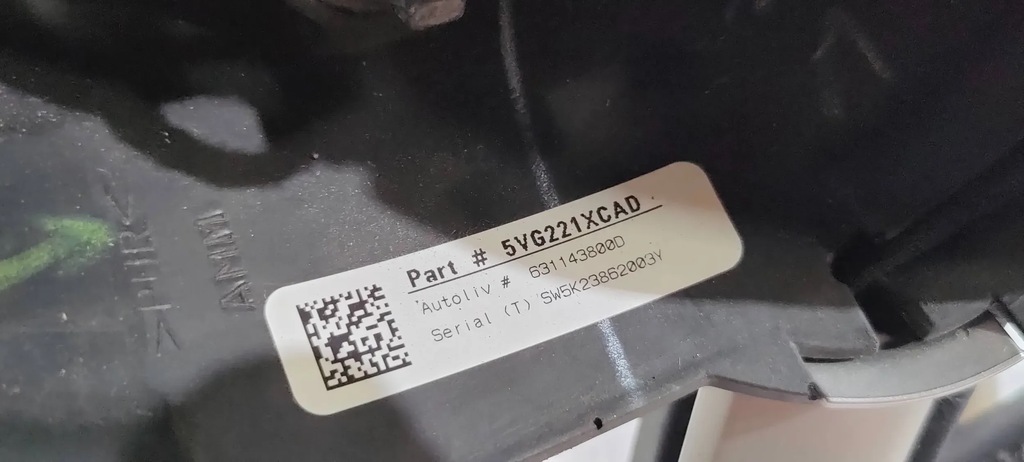 Part # 5VG221XCAD
Autoliv # 631143800D
Serial (T) SW5K23862003Y